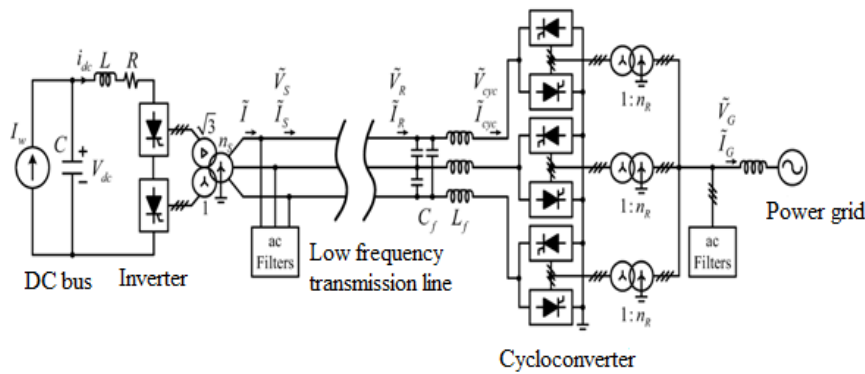 i_dc L R
I_w
C
+
V_dc
−
√3
n_S
1
Ĩ
Ṽ_S
Ĩ_S
ac
Filters
Ṽ_R
Ĩ_R
C_f L_f
Ṽ_cyc
Ĩ_cyc
1:n_R
1:n_R
1:n_R
Ṽ_G
Ĩ_G
ac
Filters
Power grid
DC bus
Inverter
Low frequency
transmission line
Cycloconverter